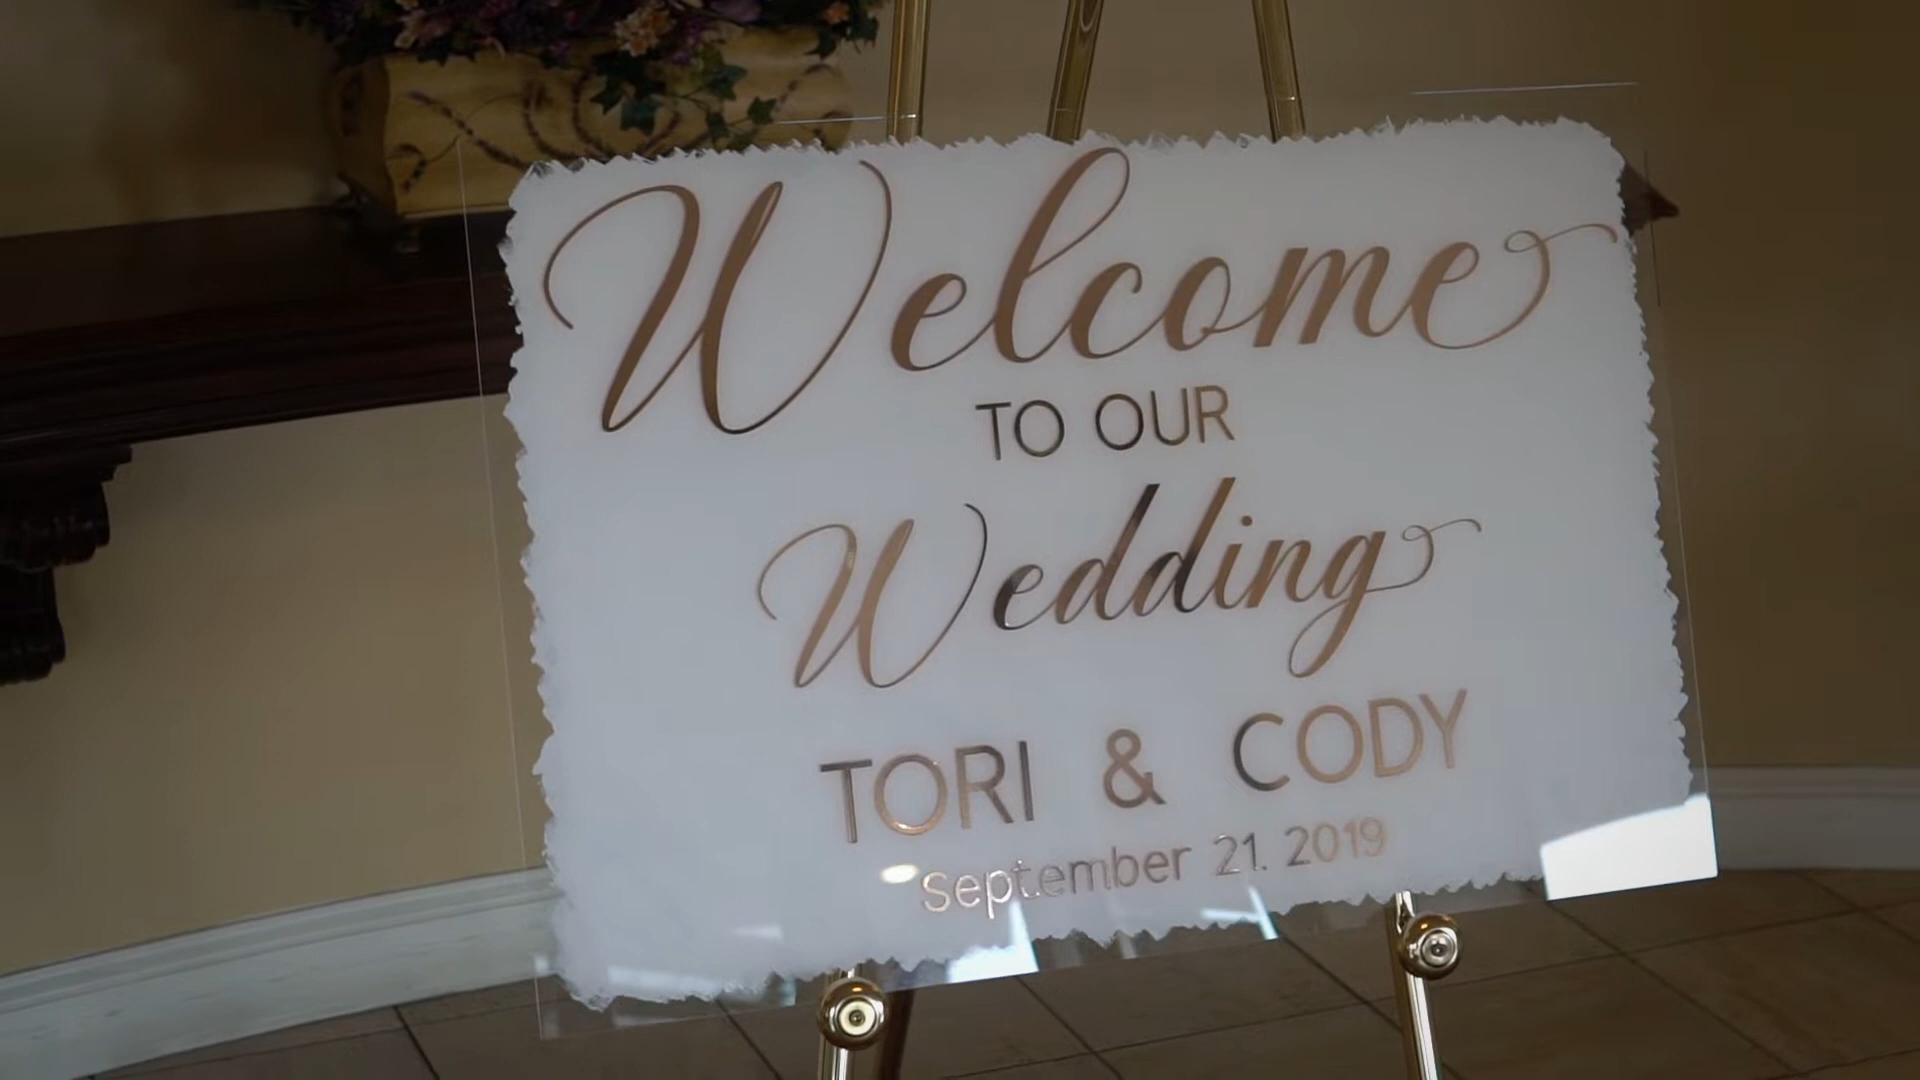 Welcome
TO OUR
Wedding
TORI & CODY
September 21. 2019